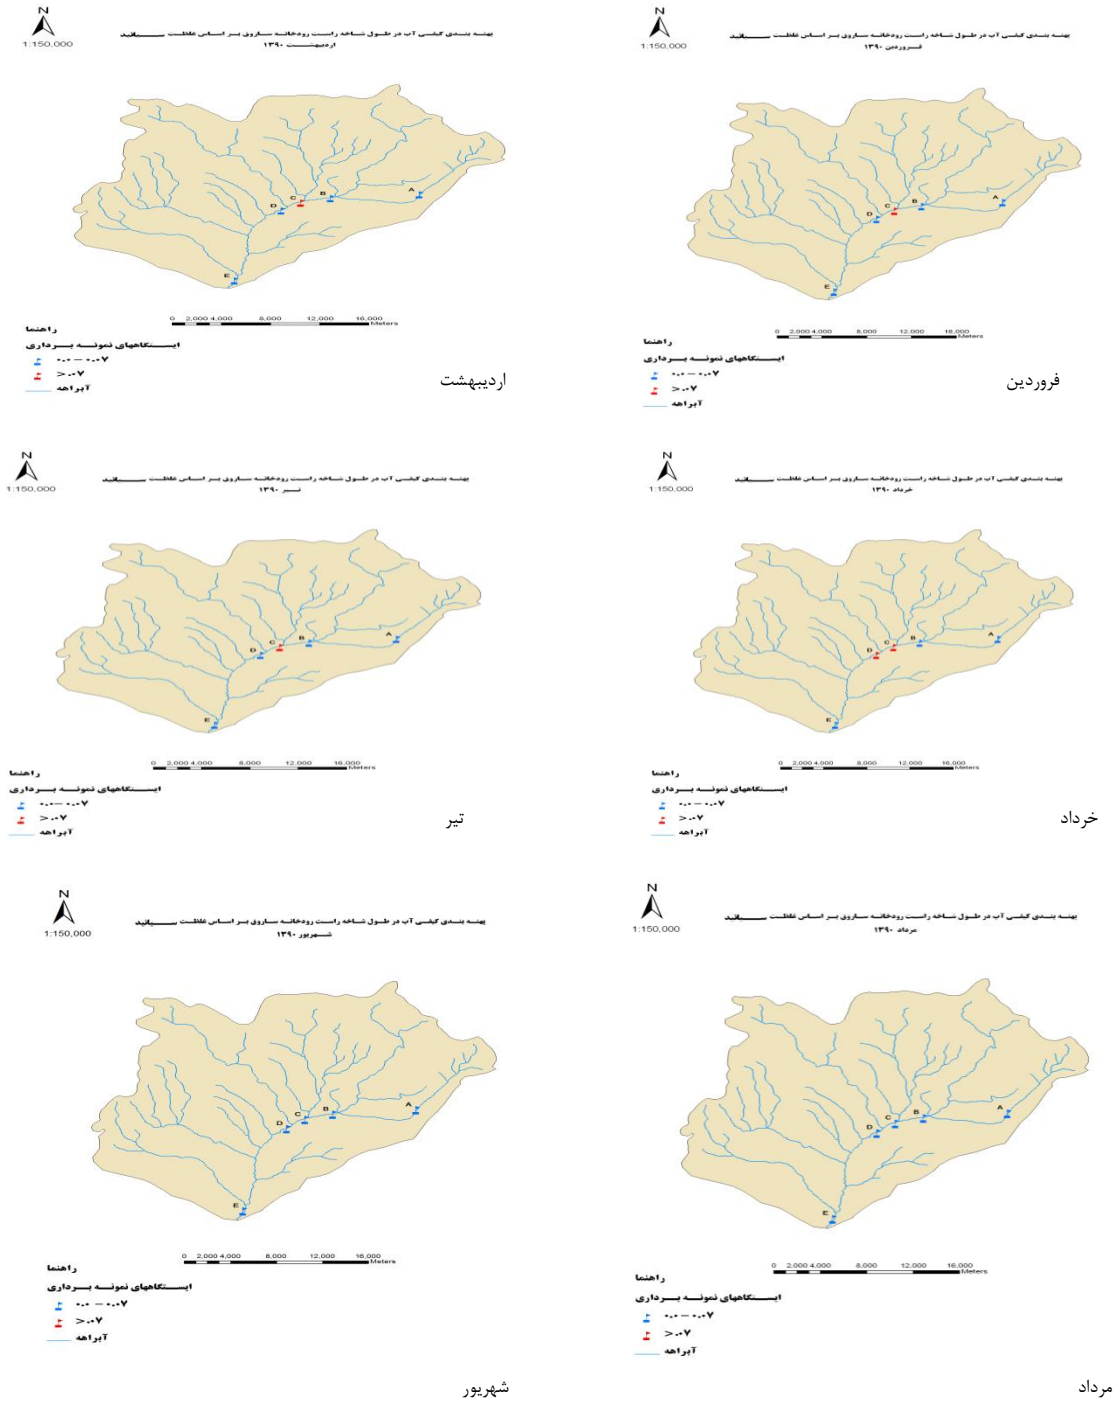 N
1:150,000
پهنه بندی کیفی آب در طول شاخه راست رودخانه ساروق بر اساس غلظت سیانید
فروردین ۱۳۹۰
A
B
C
D
E
0 2,000 4,000 8,000 12,000 16,000
Meters
راهنما
ایستگاههای نمونه برداری
۰.۰ – ۰.۰۷
>.۰۷
آبراهه
فروردین
N
1:150,000
پهنه بندی کیفی آب در طول شاخه راست رودخانه ساروق بر اساس غلظت سیانید
اردیبهشت ۱۳۹۰
A
B
C
D
E
0 2,000 4,000 8,000 12,000 16,000
Meters
راهنما
ایستگاههای نمونه برداری
۰.۰ – ۰.۰۷
>.۰۷
آبراهه
اردیبهشت
N
1:150,000
پهنه بندی کیفی آب در طول شاخه راست رودخانه ساروق بر اساس غلظت سیانید
خرداد ۱۳۹۰
A
B
C
D
E
0 2,000 4,000 8,000 12,000 16,000
Meters
راهنما
ایستگاههای نمونه برداری
۰.۰ – ۰.۰۷
>.۰۷
آبراهه
خرداد
N
1:150,000
پهنه بندی کیفی آب در طول شاخه راست رودخانه ساروق بر اساس غلظت سیانید
تیر ۱۳۹۰
A
B
C
D
E
0 2,000 4,000 8,000 12,000 16,000
Meters
راهنما
ایستگاههای نمونه برداری
۰.۰ – ۰.۰۷
>.۰۷
آبراهه
تیر
N
1:150,000
پهنه بندی کیفی آب در طول شاخه راست رودخانه ساروق بر اساس غلظت سیانید
مرداد ۱۳۹۰
A
B
C
D
E
0 2,000 4,000 8,000 12,000 16,000
Meters
راهنما
ایستگاههای نمونه برداری
۰.۰ – ۰.۰۷
>.۰۷
آبراهه
مرداد
N
1:150,000
پهنه بندی کیفی آب در طول شاخه راست رودخانه ساروق بر اساس غلظت سیانید
شهریور ۱۳۹۰
A
B
C
D
E
0 2,000 4,000 8,000 12,000 16,000
Meters
راهنما
ایستگاههای نمونه برداری
۰.۰ – ۰.۰۷
>.۰۷
آبراهه
شهریور